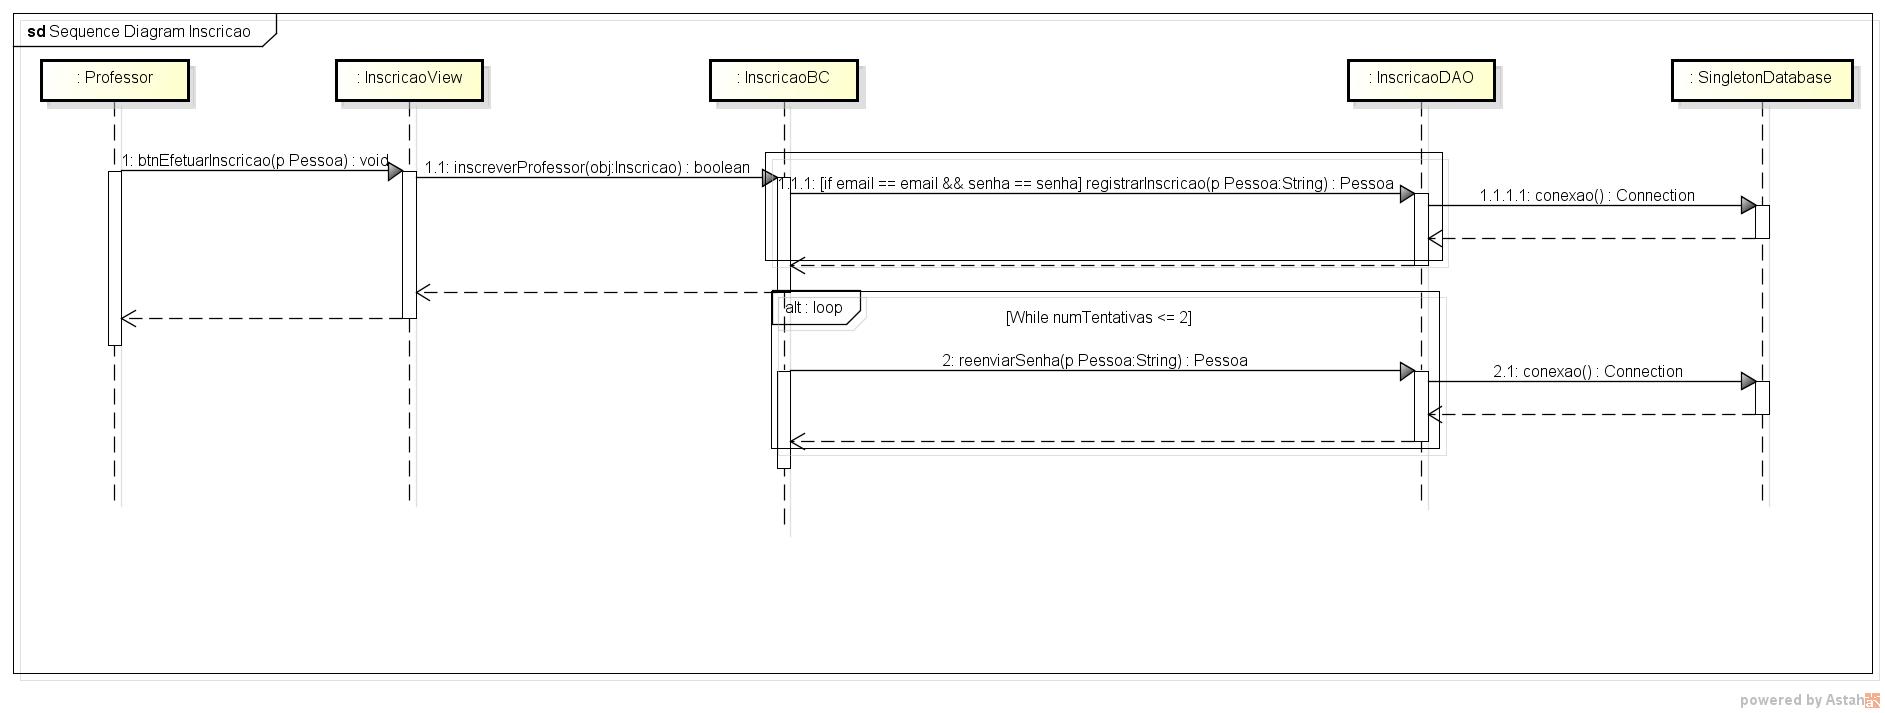 sd Sequence Diagram Inscricao
: Professor
: InscricaoView
: InscricaoBC
: InscricaoDAO
: SingletonDatabase
1: btnEfetuarInscricao(p Pessoa) : void
1.1: inscreverProfessor(obj:Inscricao) : boolean
1.1.1: [if email == email && senha == senha] registrarInscricao(p Pessoa:String) : Pessoa
1.1.1.1: conexao() : Connection
alt : loop
[While numTentativas <= 2]
2: reenviarSenha(p Pessoa:String) : Pessoa
2.1: conexao() : Connection
powered by Astah